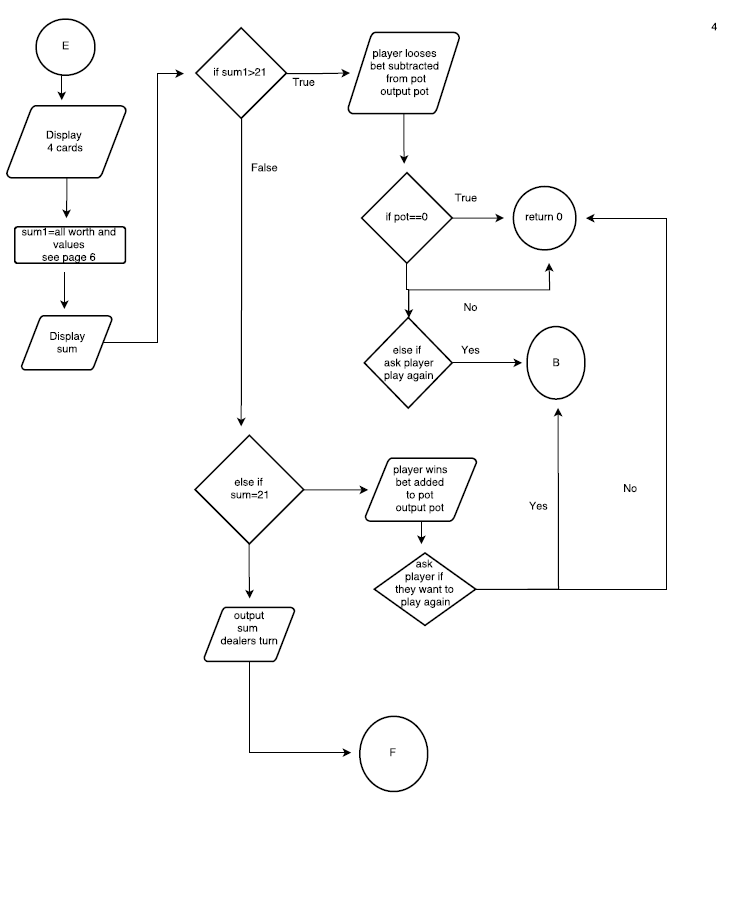 4
E
Display
4 cards
sum1=all worth and
values
see page 6
Display
sum
if sum1>21
True
False
player looses
bet subtracted
from pot
output pot
if pot==0
True
return 0
No
else if
ask player
play again
Yes
B
else if
sum=21
player wins
bet added
to pot
output pot
Yes
No
ask
player if
they want to
play again
output
sum
dealers turn
F